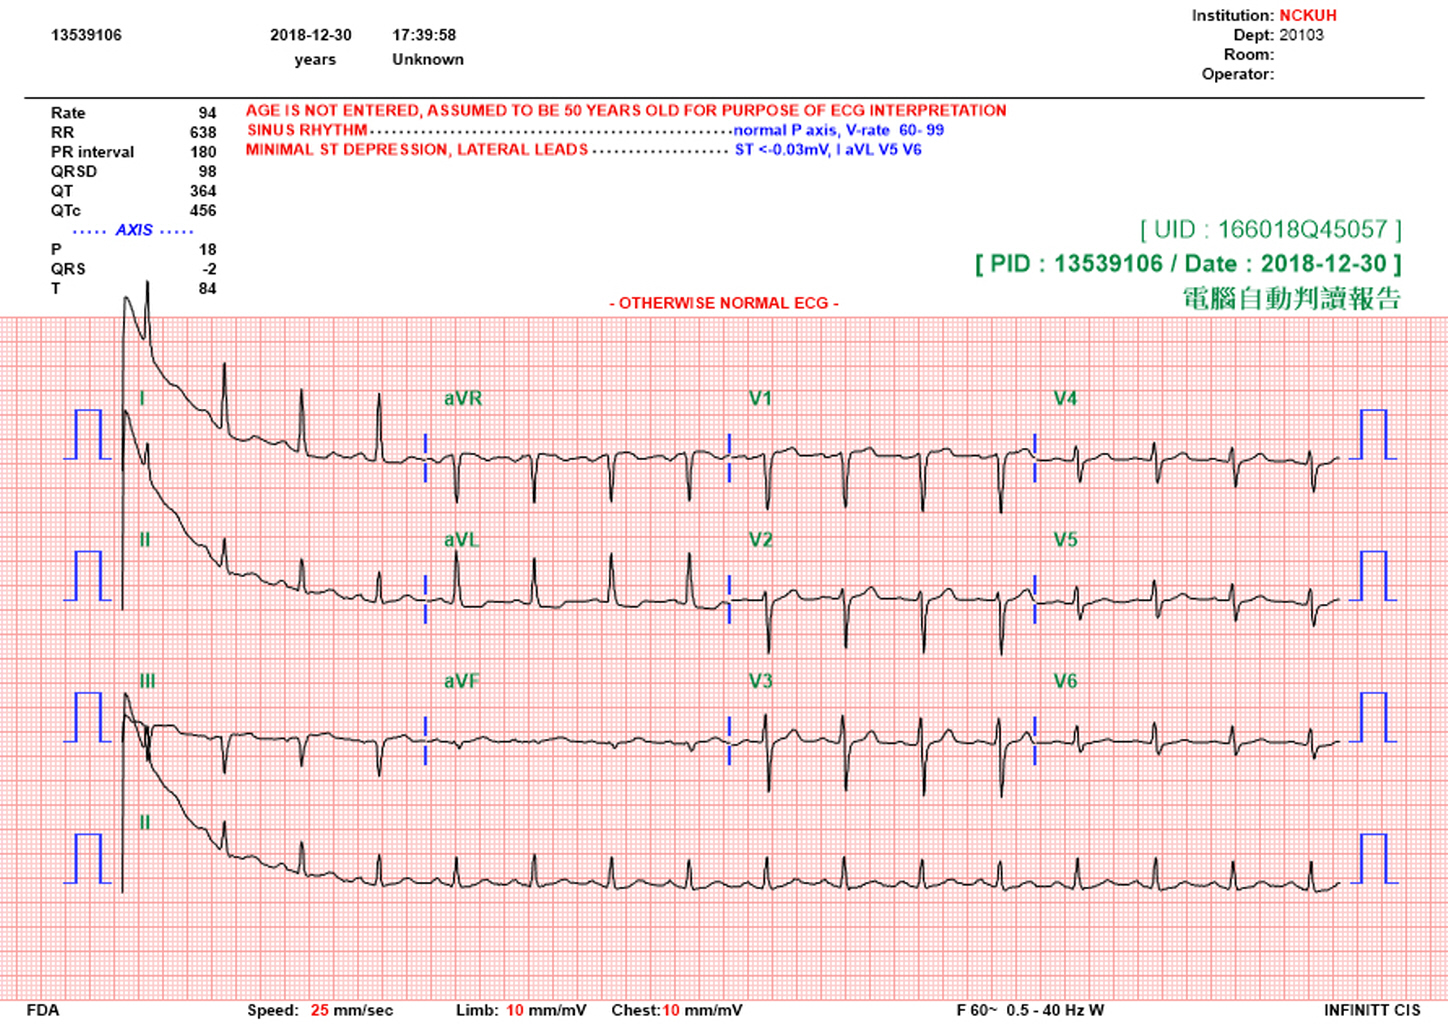 Institution: NCKUH
13539106 2018-12-30 17:39:58 Dept: 20103
years Unknown Room:
Operator:
Rate 94 AGE IS NOT ENTERED, ASSUMED TO BE 50 YEARS OLD FOR PURPOSE OF ECG INTERPRETATION
RR 638 SINUS RHYTHM normal P axis, V-rate 60- 99
PR interval 180 MINIMAL ST DEPRESSION, LATERAL LEADS ST <-0.03mV, I aVL V5 V6
QRSD 98
QT 364
QTc 456
AXIS
[ UID : 166018Q45057 ]
P 18
[ PID : 13539106 / Date : 2018-12-30 ]
QRS -2
T 84
電腦自動判讀報告
- OTHERWISE NORMAL ECG -
I aVR V1 V4
II aVL V2 V5
III aVF V3 V6
II
FDA Speed: 25 mm/sec Limb: 10 mm/mV Chest:10 mm/mV F 60~ 0.5 - 40 Hz W INFINITT CIS